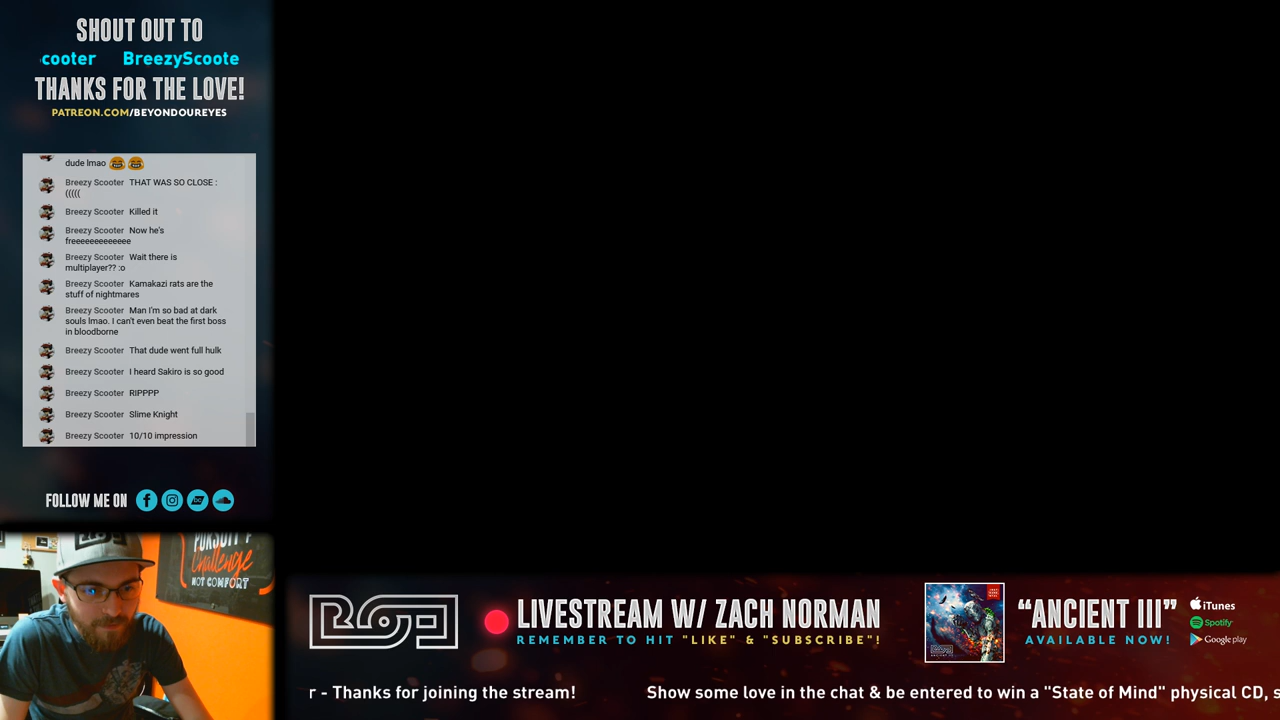 SHOUT OUT TO
cooter BreezyScoote
THANKS FOR THE LOVE!
PATREON.COM/BEYONDOUREYES
dude lmao 😂 😂
Breezy Scooter THAT WAS SO CLOSE :
(((((
Breezy Scooter Killed it
Breezy Scooter Now he's
freeeeeeeeeeeee
Breezy Scooter Wait there is
multiplayer?? :o
Breezy Scooter Kamakazi rats are the
stuff of nightmares
Breezy Scooter Man I'm so bad at dark
souls lmao. I can't even beat the first boss
in bloodborne
Breezy Scooter That dude went full hulk
Breezy Scooter I heard Sakiro is so good
Breezy Scooter RIPPPP
Breezy Scooter Slime Knight
Breezy Scooter 10/10 impression
FOLLOW ME ON
Challenge
NOT COMFORT
LIVESTREAM W/ ZACH NORMAN
REMEMBER TO HIT "LIKE" & "SUBSCRIBE"!
“ANCIENT III”
AVAILABLE NOW!
iTunes
Spotify
Google play
r - Thanks for joining the stream! Show some love in the chat & be entered to win a "State of Mind" physical CD, s